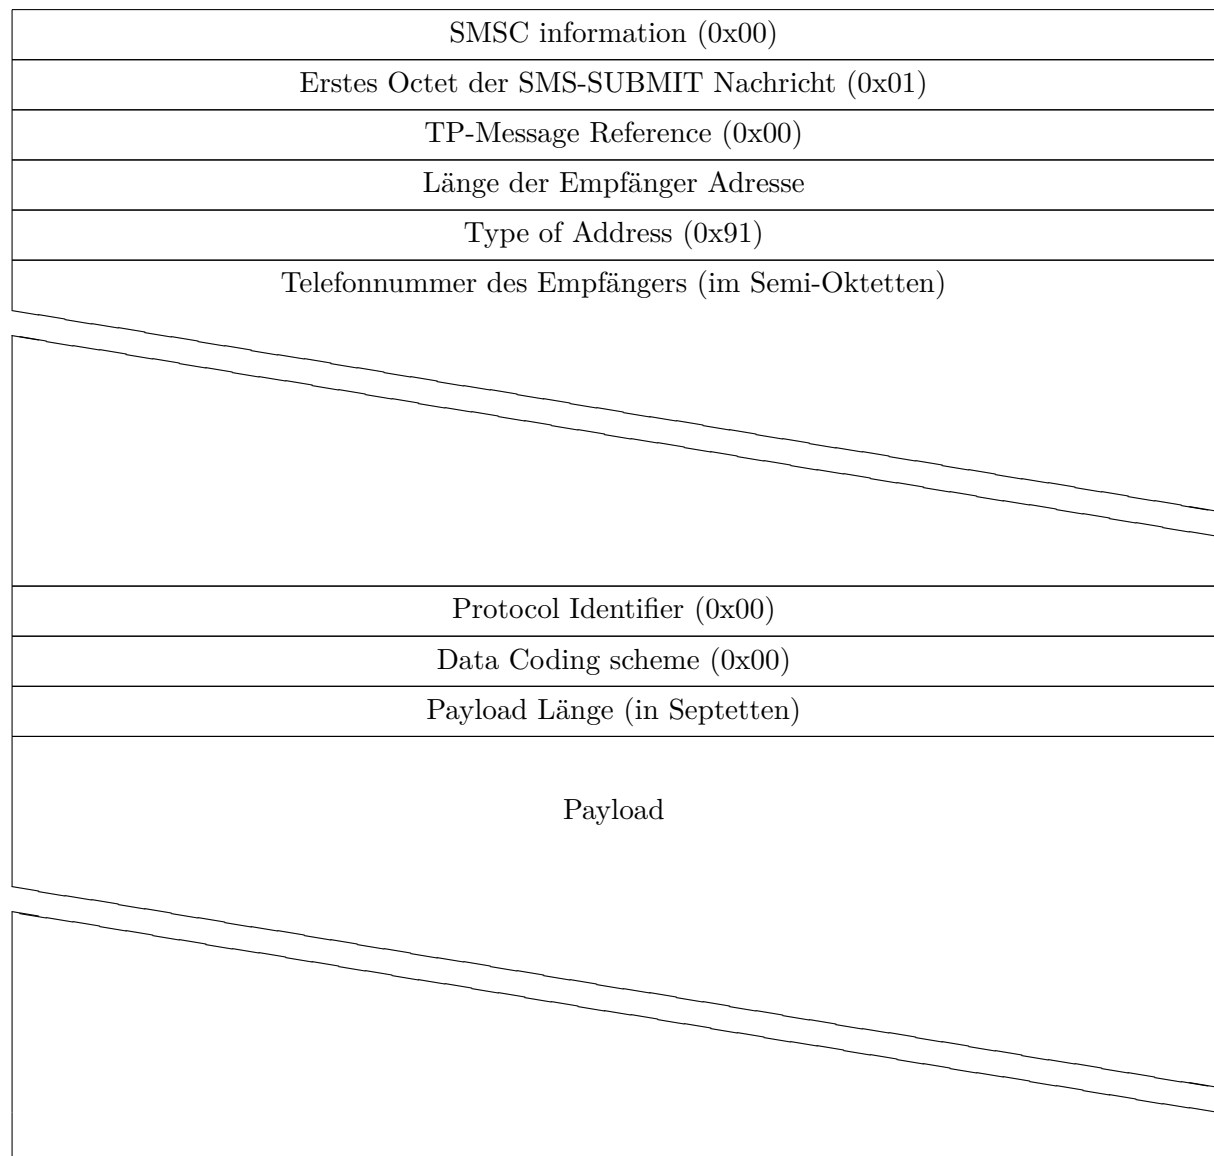 SMSC information (0x00)
Erstes Octet der SMS-SUBMIT Nachricht (0x01)
TP-Message Reference (0x00)
Länge der Empfänger Adresse
Type of Address (0x91)
Telefonnummer des Empfängers (im Semi-Oktetten)
Protocol Identifier (0x00)
Data Coding scheme (0x00)
Payload Länge (in Septetten)
Payload